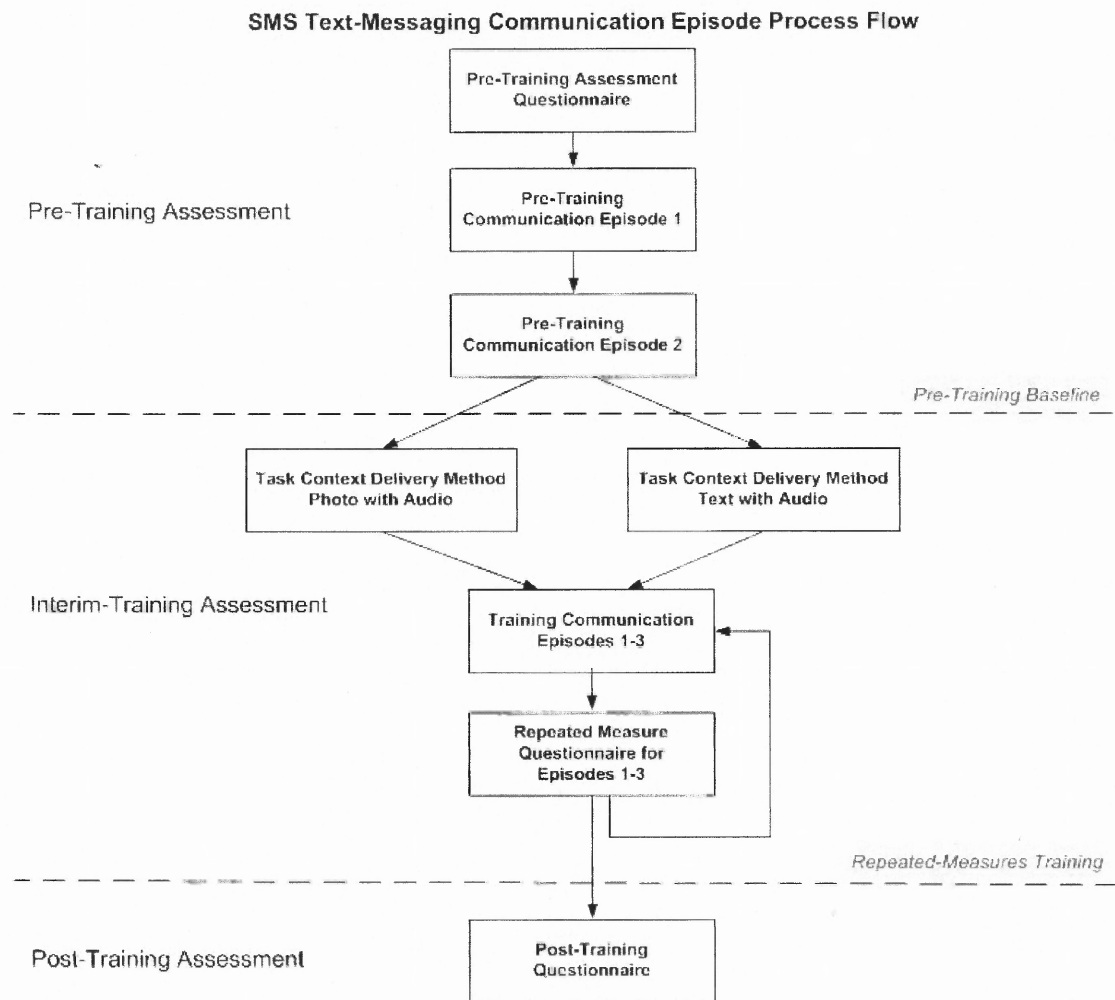 SMS Text-Messaging Communication Episode Process Flow
Pre-Training Assessment
Questionnaire
Pre-Training Assessment
Pre-Training
Communication Episode 1
Pre-Training
Communication Episode 2
Pre-Training Baseline
Task Context Delivery Method
Photo with Audio
Task Context Delivery Method
Text with Audio
Interim-Training Assessment
Training Communication
Episodes 1-3
Repeated Measure
Questionnaire for
Episodes 1-3
Repeated-Measures Training
Post-Training Assessment
Post-Training
Questionnaire